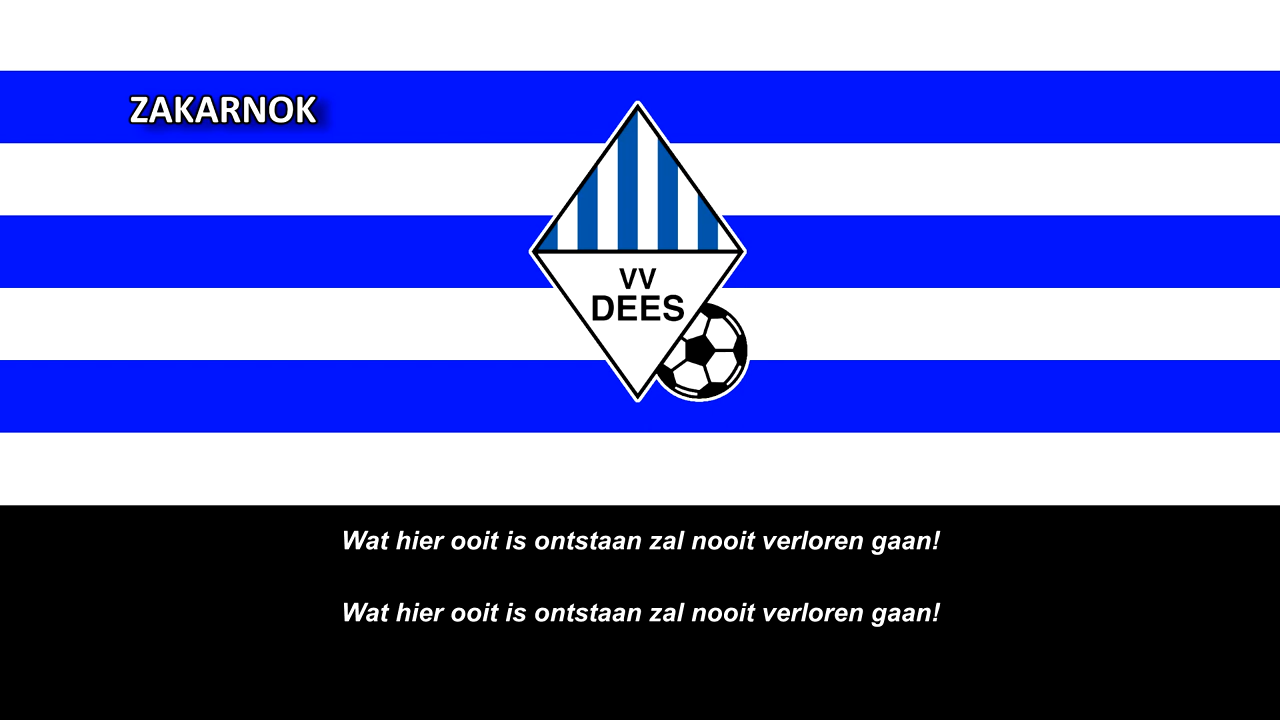 ZAKARNOK
VV
DEES
Wat hier ooit is ontstaan zal nooit verloren gaan!
Wat hier ooit is ontstaan zal nooit verloren gaan!